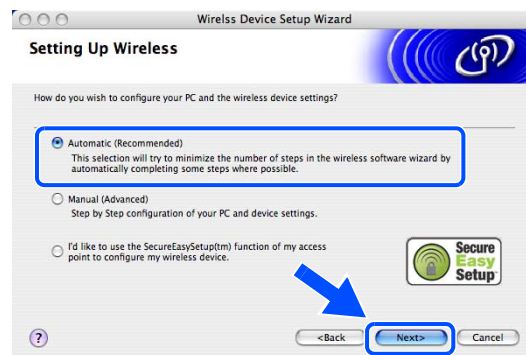 Wirelss Device Setup Wizard
Setting Up Wireless
How do you wish to configure your PC and the wireless device settings?
Automatic (Recommended)
This selection will try to minimize the number of steps in the wireless software wizard by
automatically completing some steps where possible.
Manual (Advanced)
Step by Step configuration of your PC and device settings.
I'd like to use the SecureEasySetup(tm) function of my access
point to configure my wireless device.
Secure
Easy
Setup
?
<Back
Next>
Cancel